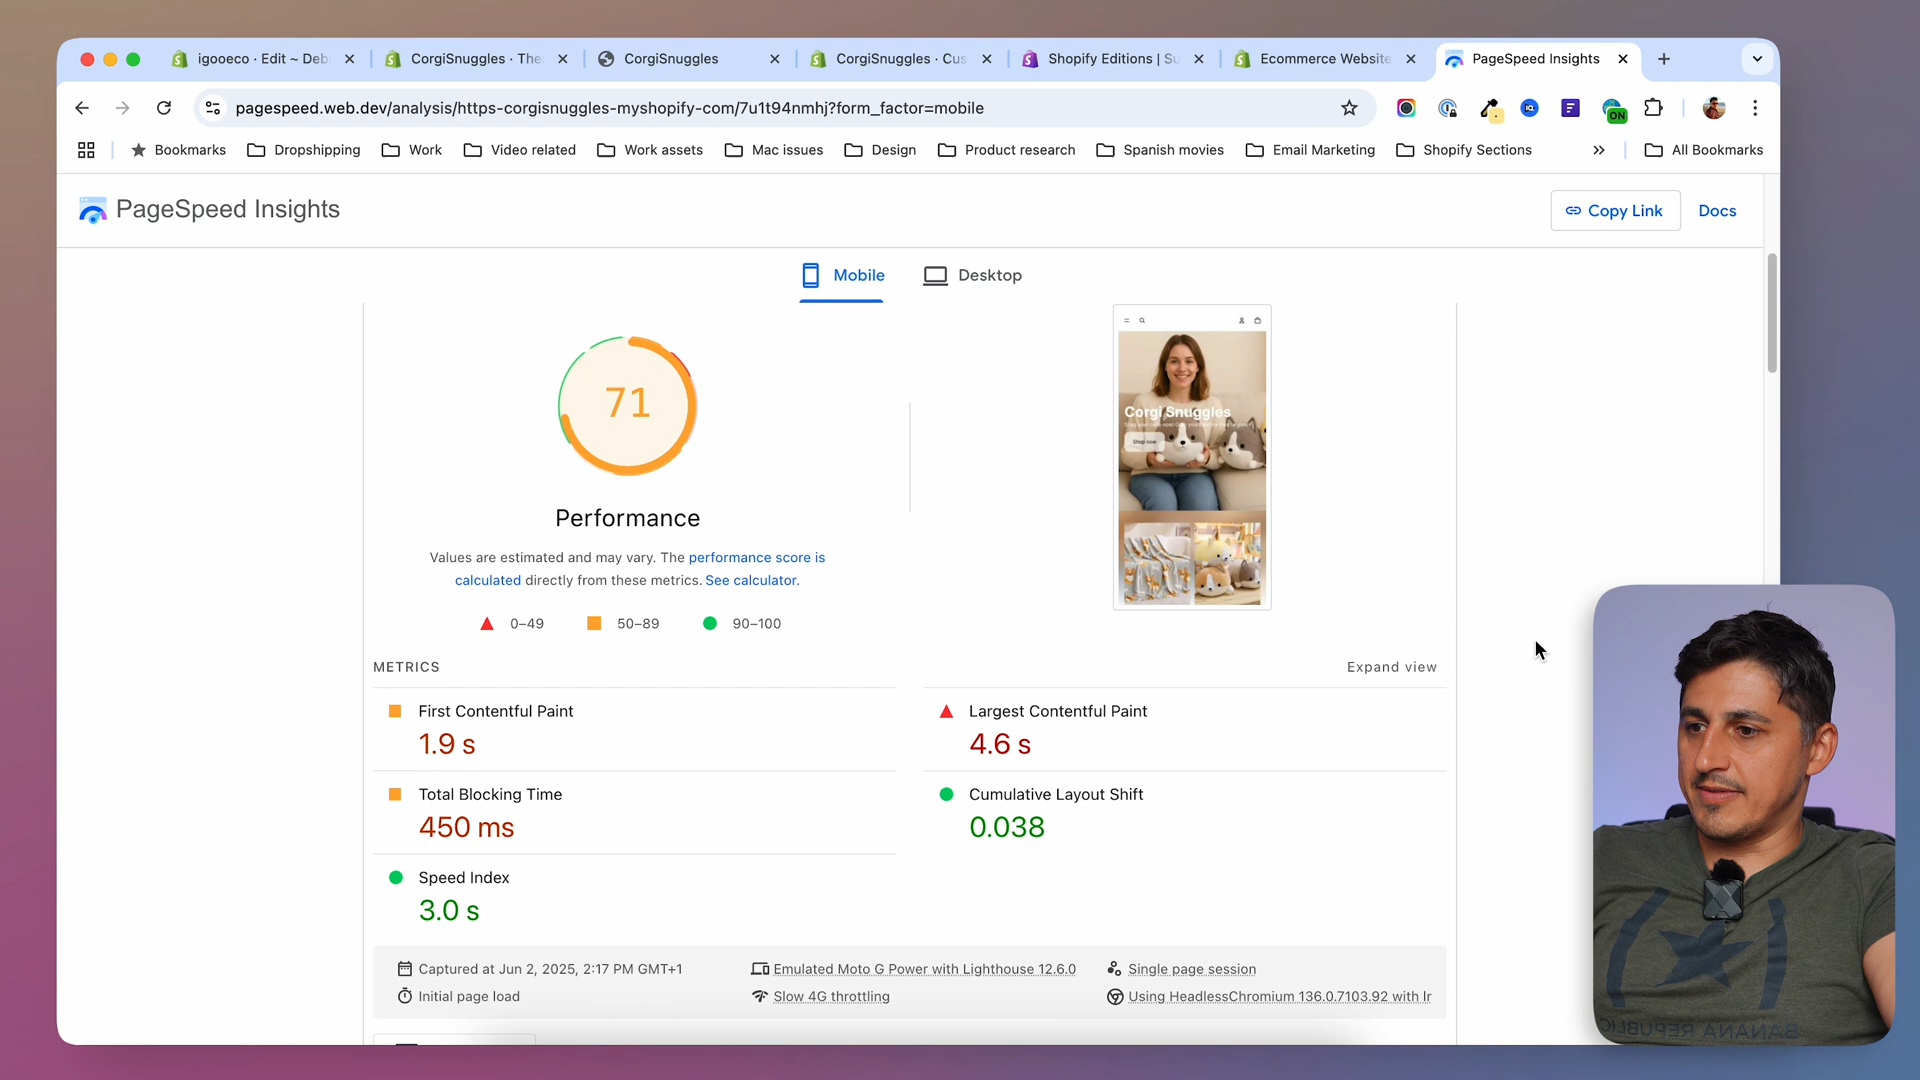 igooeco · Edit ~ Deb
CorgiSnuggles · The
CorgiSnuggles
CorgiSnuggles · Cus
Shopify Editions | Su
Ecommerce Website
PageSpeed Insights
pagespeed.web.dev/analysis/https-corgisnuggles-myshopify-com/7u1t94nmhj?form_factor=mobile
ON
Bookmarks
Dropshipping
Work
Video related
Work assets
Mac issues
Design
Product research
Spanish movies
Email Marketing
Shopify Sections
All Bookmarks
PageSpeed Insights
Copy Link
Docs
Mobile
Desktop
71
Performance
Values are estimated and may vary. The performance score is
calculated directly from these metrics. See calculator.
0–49
50–89
90–100
Corgi Snuggles
Shop now
METRICS
Expand view
First Contentful Paint
1.9 s
Largest Contentful Paint
4.6 s
Total Blocking Time
450 ms
Cumulative Layout Shift
0.038
Speed Index
3.0 s
Captured at Jun 2, 2025, 2:17 PM GMT+1
Emulated Moto G Power with Lighthouse 12.6.0
Single page session
Initial page load
Slow 4G throttling
Using HeadlessChromium 136.0.7103.92 with lr
BANANA REPUBLIC